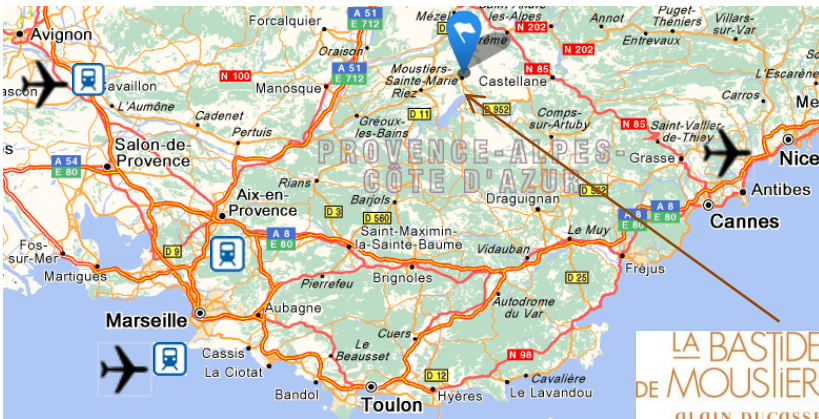 Forcalquier
A 51
E 712
Avignon
Oraison
A 51
E 712
Manosque
N 100
Cavaillon
L'Aumône
Cadenet
Pertuis
Salon-de-
Provence
A 54
E 80
Moustiers-
Sainte-Marie
Riez
D 11
Gréoux-
les-Bains
Castellane
D 952
Comps-
sur-Artuby
N 202
N 202
Annot
Entrevaux
Puget-
Théniers
Villars-
sur-Var
N 85
N 85
Carros
Saint-Vallier-
de-Thiey
Grasse
Nice
Antibes
Cannes
PROVENCE-ALPES-
CÔTE D'AZUR
Rians
Barjols
Draguignan
D 562
Aix-en-
Provence
D 3
D 560
A 8
E 80
Saint-Maximin-
la-Sainte-Baume
Vidauban
Le Muy
A 8
E 80
A 8
E 80
Fréjus
Fos-
sur-Mer
D 9
Martigues
Pierrefeu
Brignoles
D 25
Marseille
Aubagne
Autodrome
du Var
Cassis
La Ciotat
Le
Beausset
Cuers
N 98
Bandol
Toulon
D 12
Hyères
Cavalière
Le Lavandou
LA BASTIDE
DE MOUSTIER
ALAIN DUCASSE